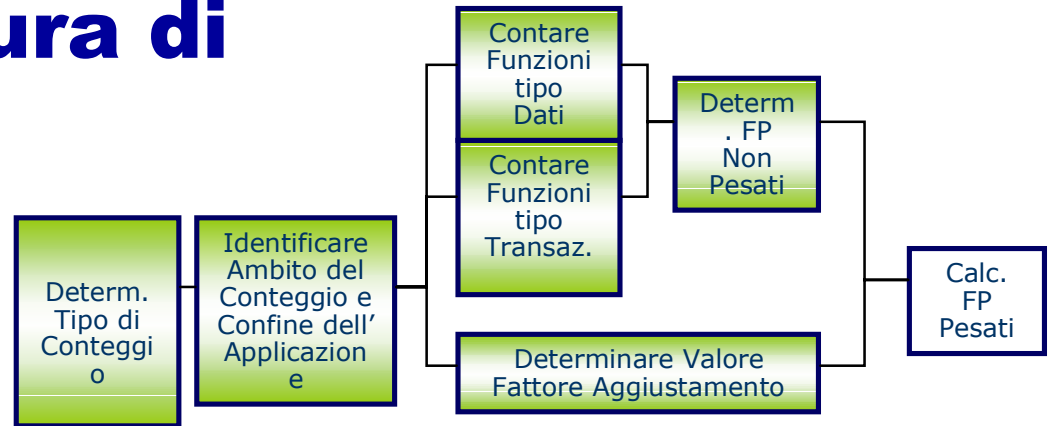 ura di
Contare
Funzioni
tipo
Dati
Contare
Funzioni
tipo
Transaz.
Determ
. FP
Non
Pesati
Determ.
Tipo di
Conteggi
o
Identificare
Ambito del
Conteggio e
Confine dell’
Applicazion
e
Determinare Valore
Fattore Aggiustamento
Calc.
FP
Pesati